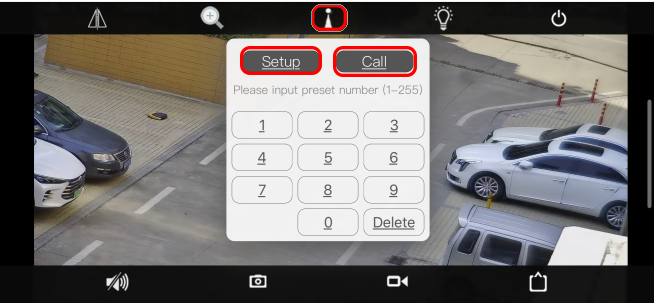 Setup Call
Please input preset number (1-255)
1 2 3
4 5 6
7 8 9
0 Delete